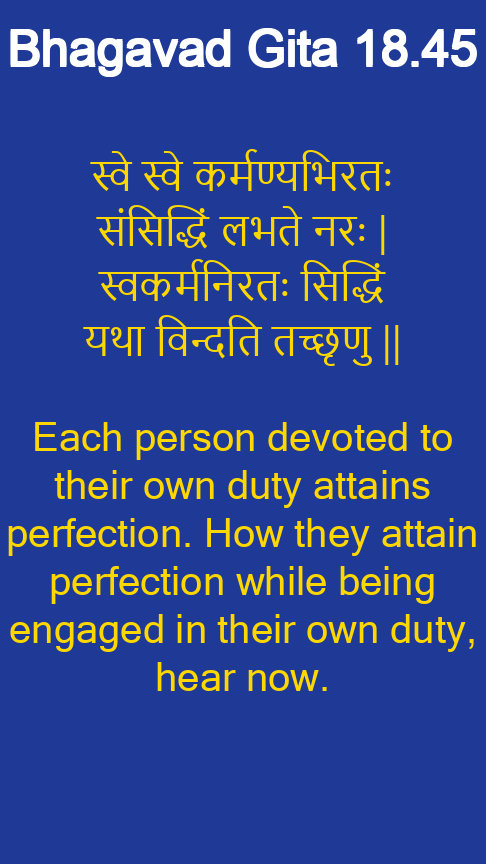 Bhagavad Gita 18.45
स्वे स्वे कर्मण्यभिरतः
संसिद्धिं लभते नरः |
स्वकर्मनिरतः सिद्धिं
यथा विन्दति तच्छृणु ||
Each person devoted to
their own duty attains
perfection. How they attain
perfection while being
engaged in their own duty,
hear now.